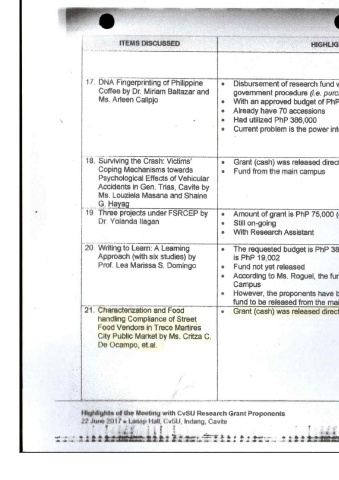 ITEMS DISCUSSED
HIGHLIG
17. DNA Fingerprinting of Philippine
Coffee by Dr. Miriam Baltazar and
Ms. Arleen Calipjo
• Disbursement of research fund w
government procedure (i.e. purc
• With an approved budget of PhP
• Already have 70 accessions
• Had utilized PhP 386,000
• Current problem is the power int
18. Surviving the Crash: Victims'
Coping Mechanisms towards
Psychological Effects of Vehicular
Accidents in Gen. Trias, Cavite by
Ms. Louziela Masana and Shaine
G. Hayag
• Grant (cash) was released direc
• Fund from the main campus
19. Three projects under FSRCEP by
Dr. Yolanda Ilagan
• Amount of grant is PhP 75,000 (
• Still on-going
• With Research Assistant
20. Writing to Learn: A Learning
Approach (with six studies) by
Prof. Lea Marissa S. Domingo
• The requested budget is PhP 38
is PhP 19,002
• Fund not yet released
• According to Ms. Roguel, the fun
Campus
• However, the proponents have b
fund to be released from the mai
21. Characterization and Food
handling Compliance of Street
Food Vendors in Trece Martires
City Public Market by Ms. Critza C.
De Ocampo, et.al.
• Grant (cash) was released direct
Highlights of the Meeting with CvSU Research Grant Proponents
22 June 2017 • Lanap Hall, CvSU, Indang, Cavite